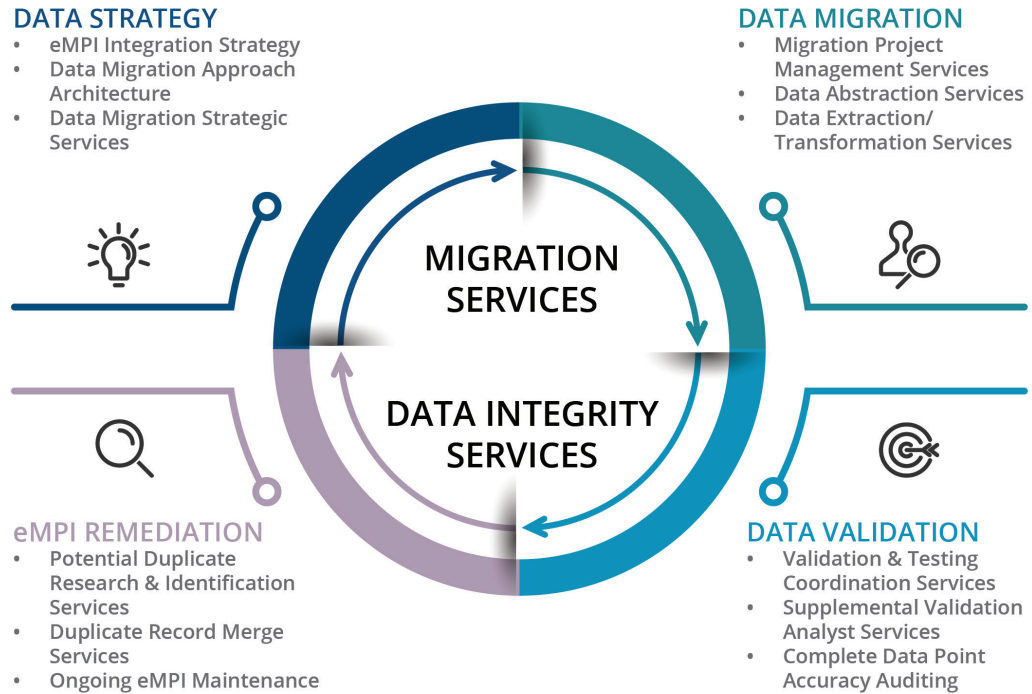 DATA STRATEGY
• eMPI Integration Strategy
• Data Migration Approach
Architecture
• Data Migration Strategic
Services
DATA MIGRATION
• Migration Project
Management Services
• Data Abstraction Services
• Data Extraction/
Transformation Services
MIGRATION
SERVICES
DATA INTEGRITY
SERVICES
eMPI REMEDIATION
• Potential Duplicate
Research & Identification
Services
• Duplicate Record Merge
Services
• Ongoing eMPI Maintenance
DATA VALIDATION
• Validation & Testing
Coordination Services
• Supplemental Validation
Analyst Services
• Complete Data Point
Accuracy Auditing